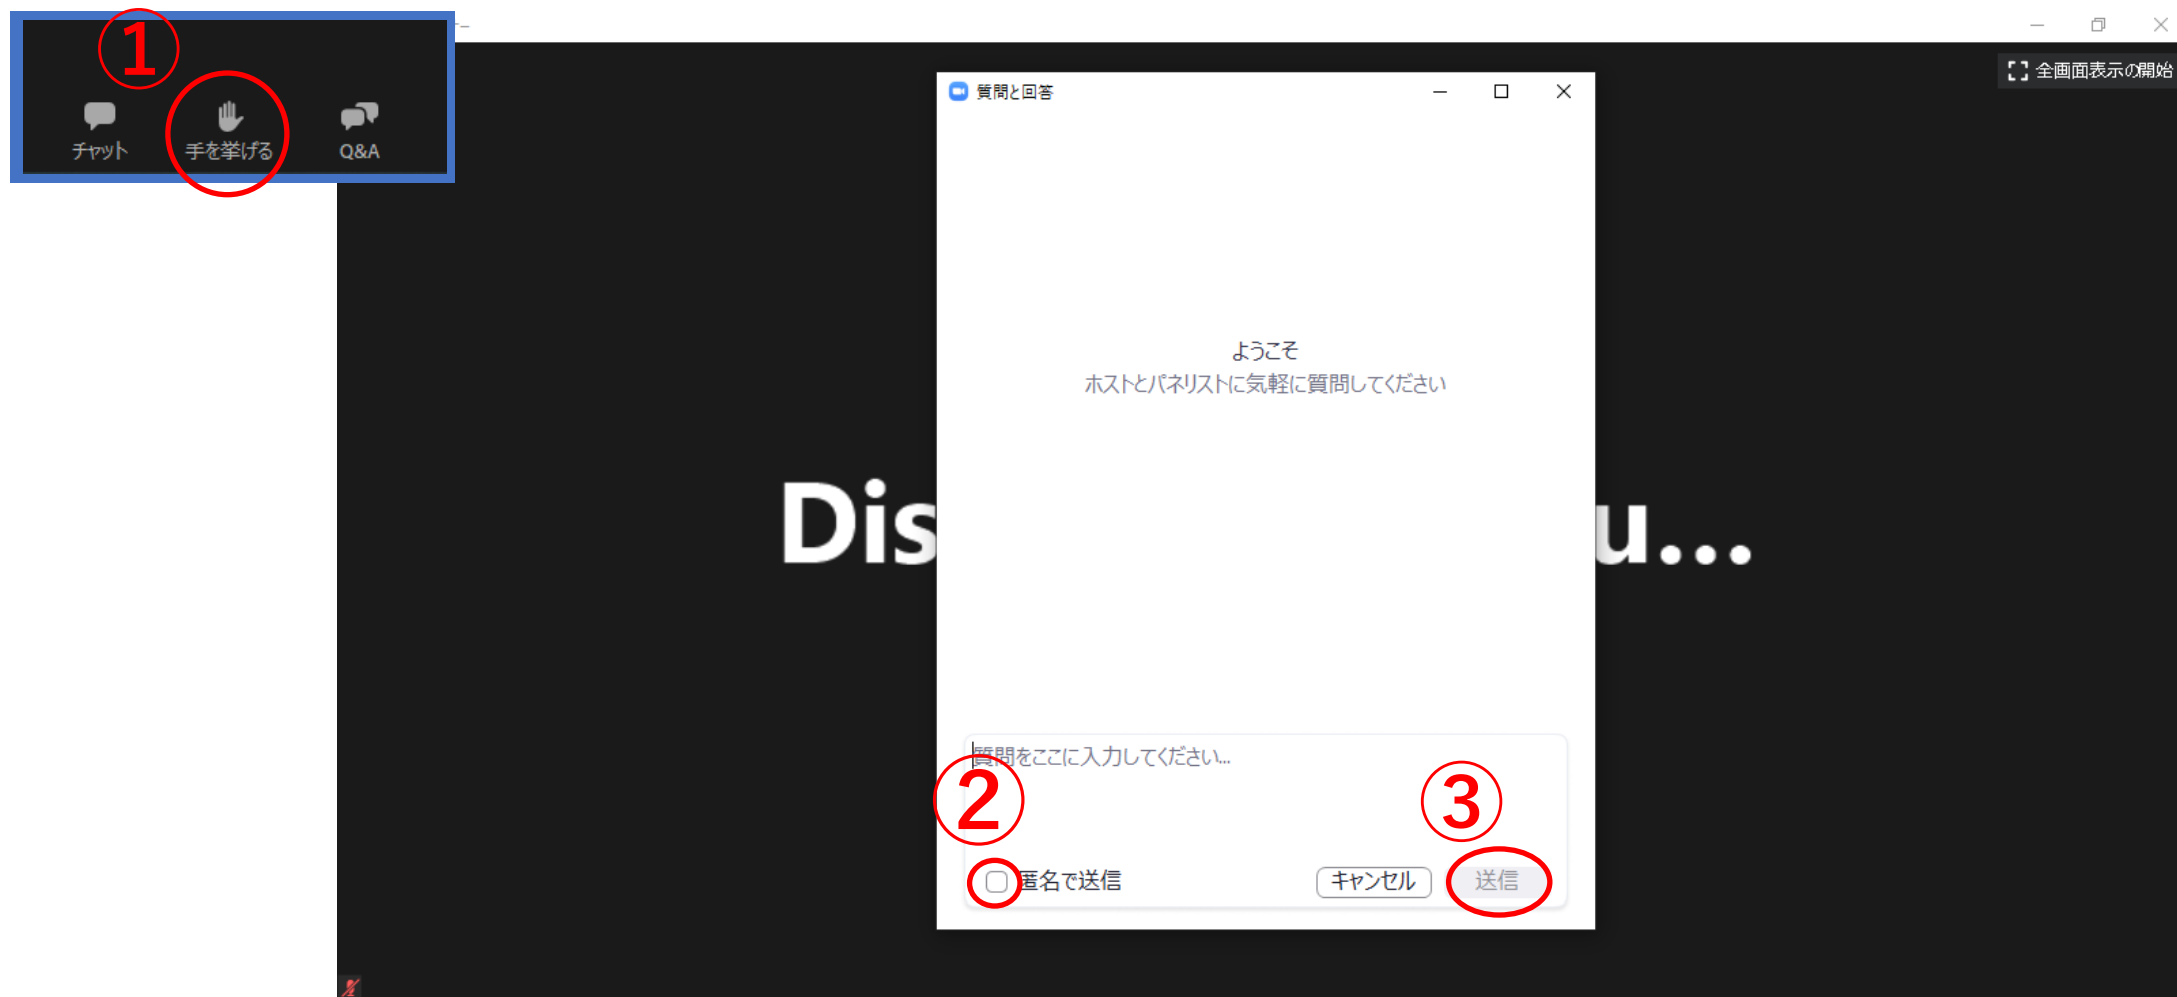 ①
チャット
手を挙げる
Q&A
全画面表示の開始
質問と回答
ようこそ
ホストとパネリストに気軽に質問してください
Dis
u...
質問をここに入力してください...
②
③
匿名で送信
キャンセル
送信